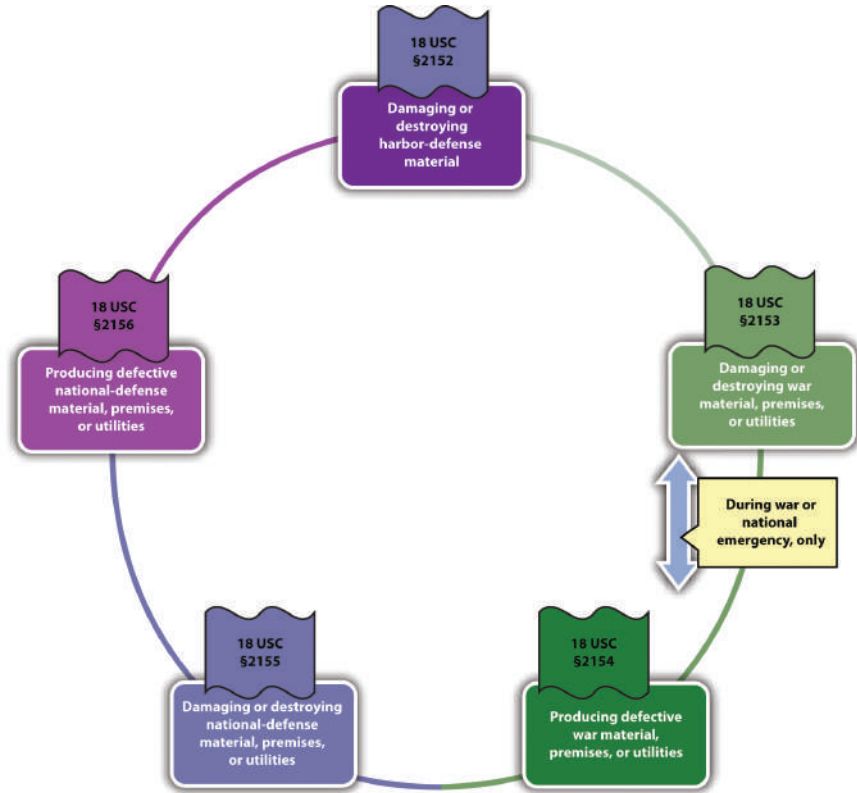 18 USC
§2152
Damaging or
destroying
harbor-defense
material
18 USC
§2153
Damaging or
destroying war
material, premises,
or utilities
During war or
national
emergency, only
18 USC
§2154
Producing defective
war material,
premises, or utilities
18 USC
§2155
Damaging or destroying
national-defense
material, premises,
or utilities
18 USC
§2156
Producing defective
national-defense
material, premises,
or utilities